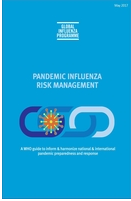 May 2017
GLOBAL
INFLUENZA
PROGRAMME
PANDEMIC INFLUENZA
RISK MANAGEMENT
A WHO guide to inform & harmonize national & international
pandemic preparedness and response